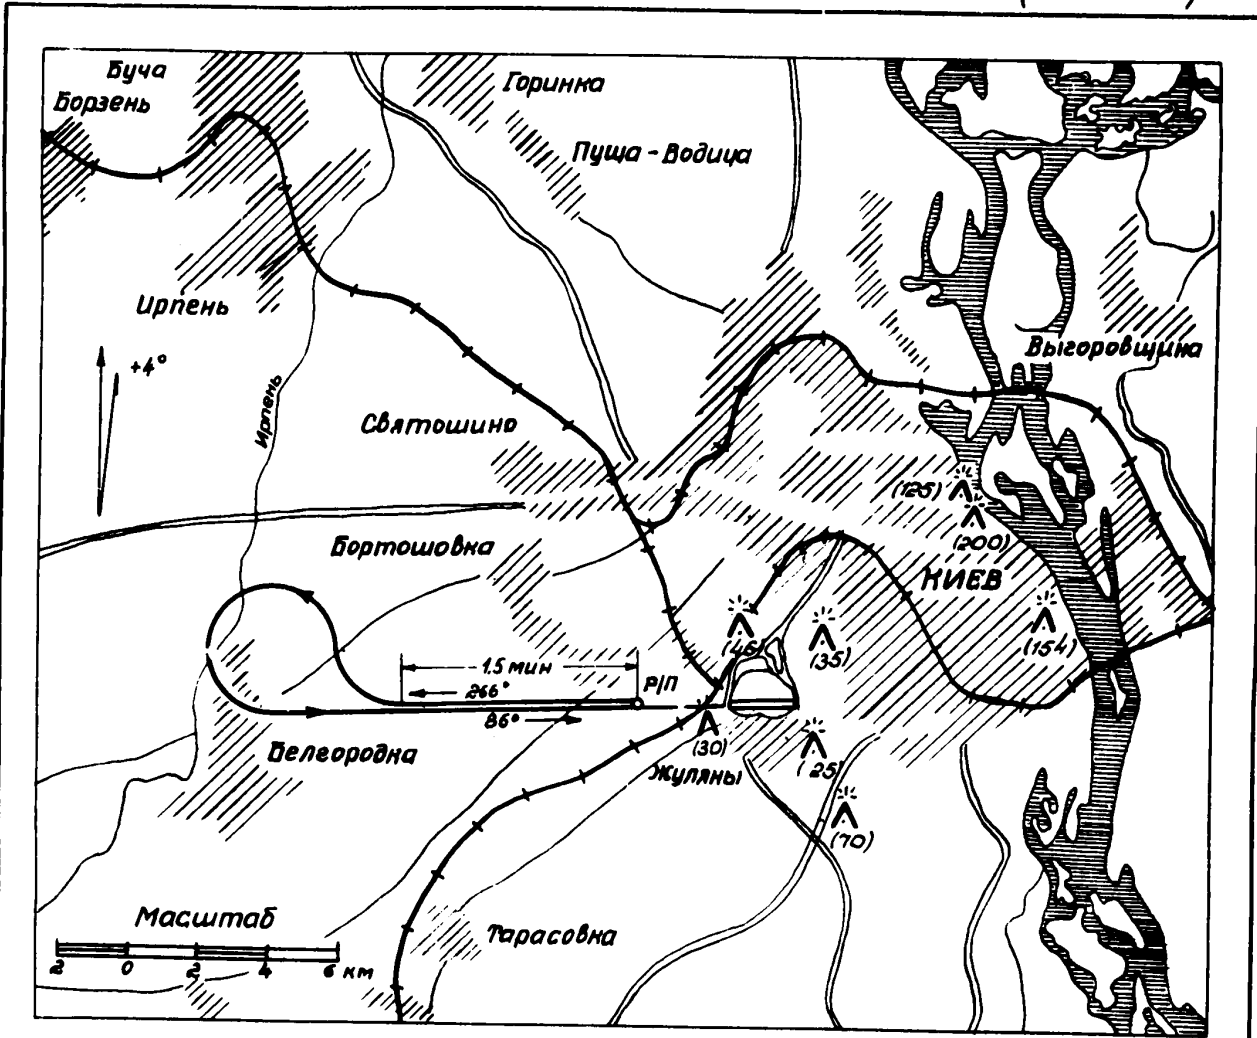 Буча
Борзень
Горинка
Пуща-Водица
Ирпень
+4°
Выгоровщина
Ирпень
Святошино
(125)
(200)
Бортошовка
КИЕВ
(46)
(35)
(154)
1.5 мин
266°
Р/П
86°
Белгородка
(30)
(25)
Жуляны
(70)
Масштаб
Тарасовка
2 0 2 4 6 км